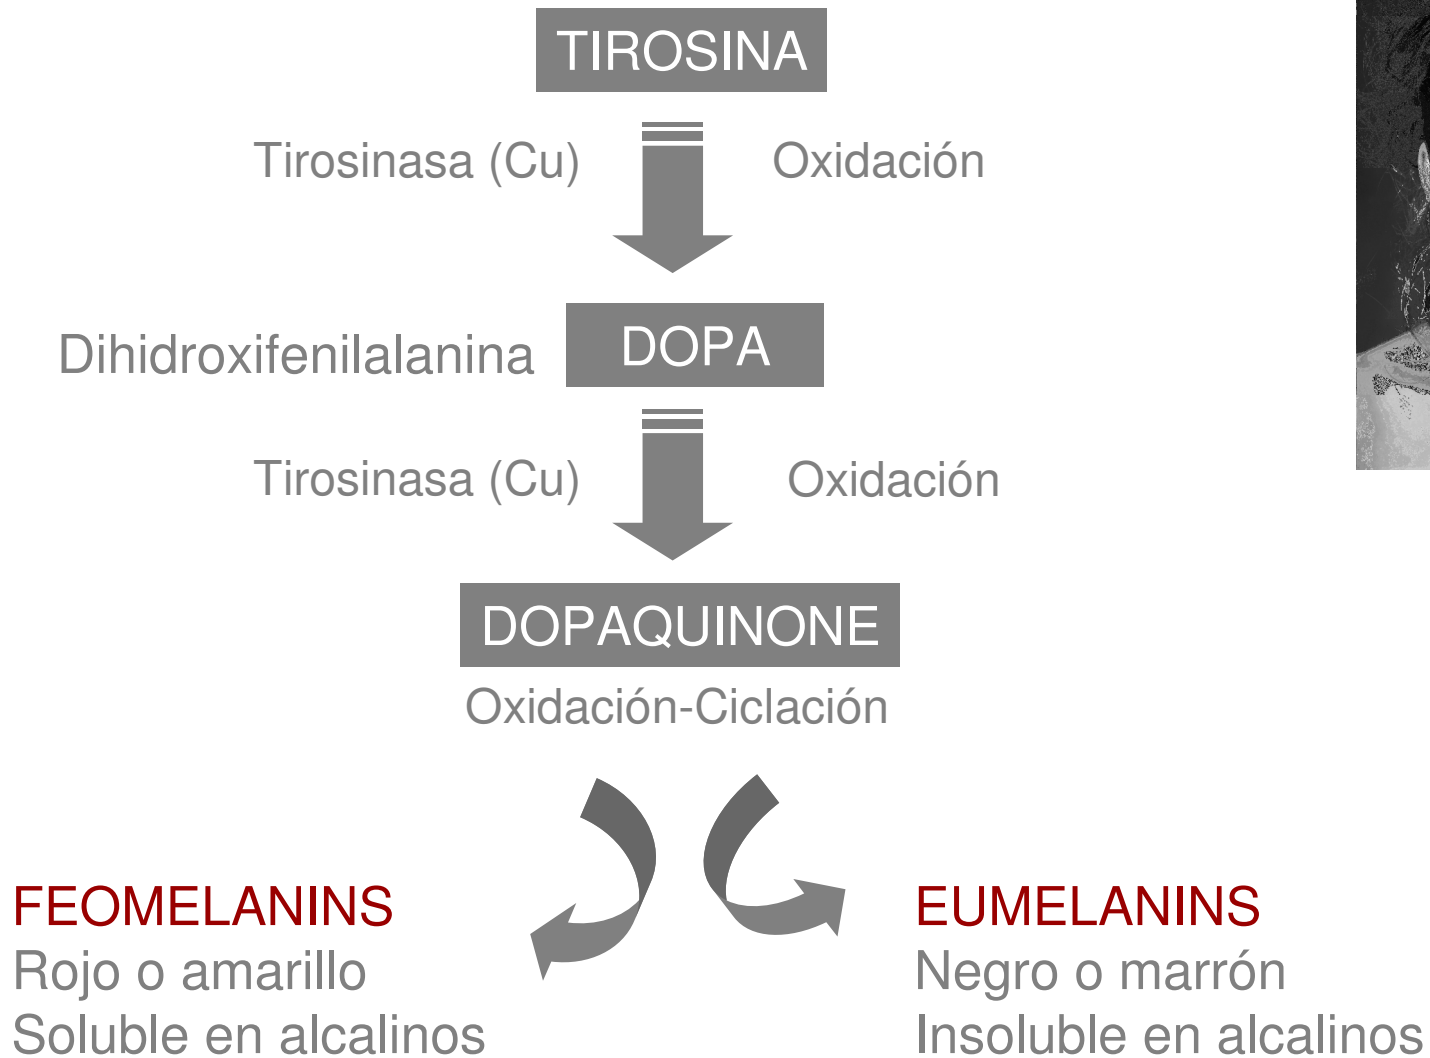 TIROSINA
Tirosinasa (Cu) Oxidación
Dihidroxifenilalanina DOPA
Tirosinasa (Cu) Oxidación
DOPAQUINONE
Oxidación-Ciclación
FEOMELANINS
Rojo o amarillo
Soluble en alcalinos
EUMELANINS
Negro o marrón
Insoluble en alcalinos